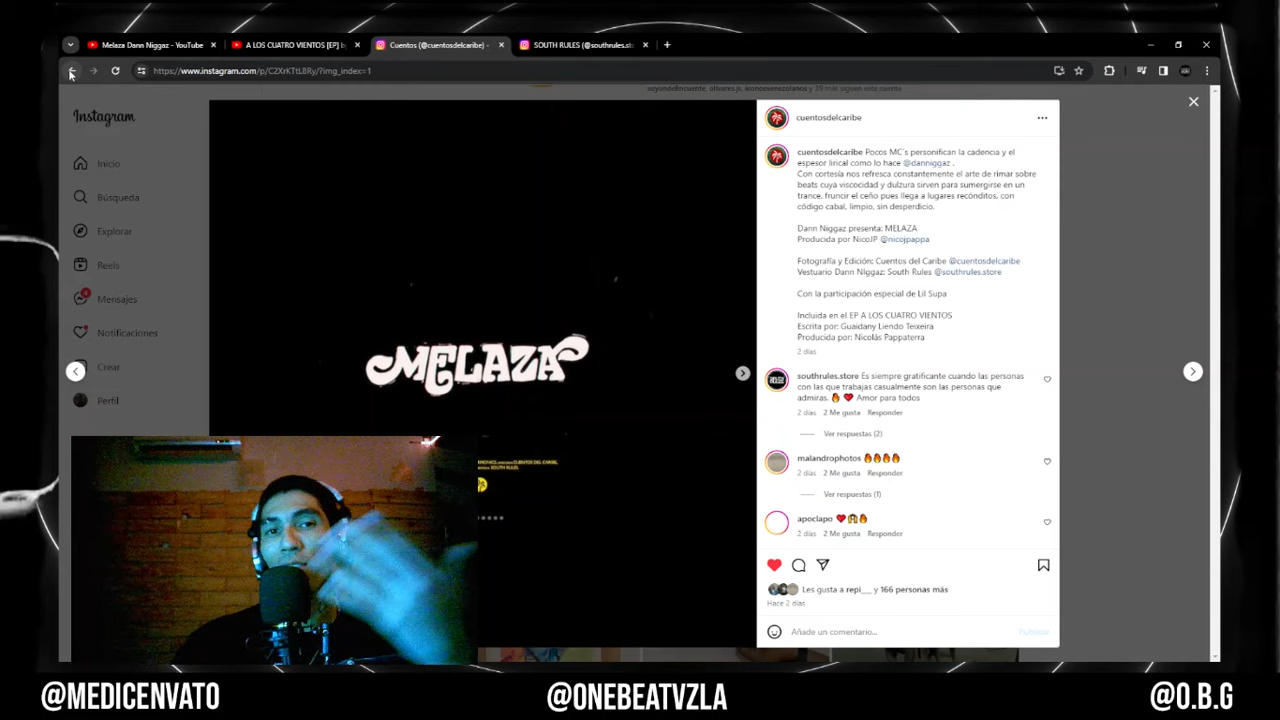 Melaza Dann Niggaz - YouTube
A LOS CUATRO VIENTOS [EP] b
Cuentos (@cuentosdelcaribe) -
SOUTH RULES (@southrules.st
https://www.instagram.com/p/C2XrKTtL8Ry/?img_index=1
Instagram
Inicio
Búsqueda
Explorar
Reels
4
Mensajes
Notificaciones
Crear
Perfil
MELAZA
cuentosdelcaribe
cuentosdelcaribe Pocos MC´s personifican la cadencia y el
espesor lirical como lo hace @danniggaz .
Con cortesía nos refresca constantemente el arte de rimar sobre
beats cuya viscocidad y dulzura sirven para sumergirse en un
trance, fruncir el ceño pues llega a lugares recónditos, con
código cabal, limpio, sin desperdicio.
Dann Niggaz presenta: MELAZA
Producida por NicoJP @nicojpappa
Fotografía y Edición: Cuentos del Caribe @cuentosdelcaribe
Vestuario Dann NIggaz: South Rules @southrules.store
Con la participación especial de Lil Supa
Incluida en el EP A LOS CUATRO VIENTOS
Escrita por: Guaidany Liendo Teixeira
Producida por: Nicolás Pappaterra
2 días
southrules.store Es siempre gratificante cuando las personas
con las que trabajas casualmente son las personas que
admiras. 🔥 ❤️ Amor para todos
2 días 2 Me gusta Responder
Ver respuestas (2)
malandrophotos 🔥🔥🔥🔥
2 días 2 Me gusta Responder
Ver respuestas (1)
apoclapo
2 días 2 Me gusta Responder
Les gusta a repi___ y 166 personas más
Hace 2 días
Añade un comentario...
Publicar
@MEDICENVATO
@ONEBEATVZLA
@O.B.G